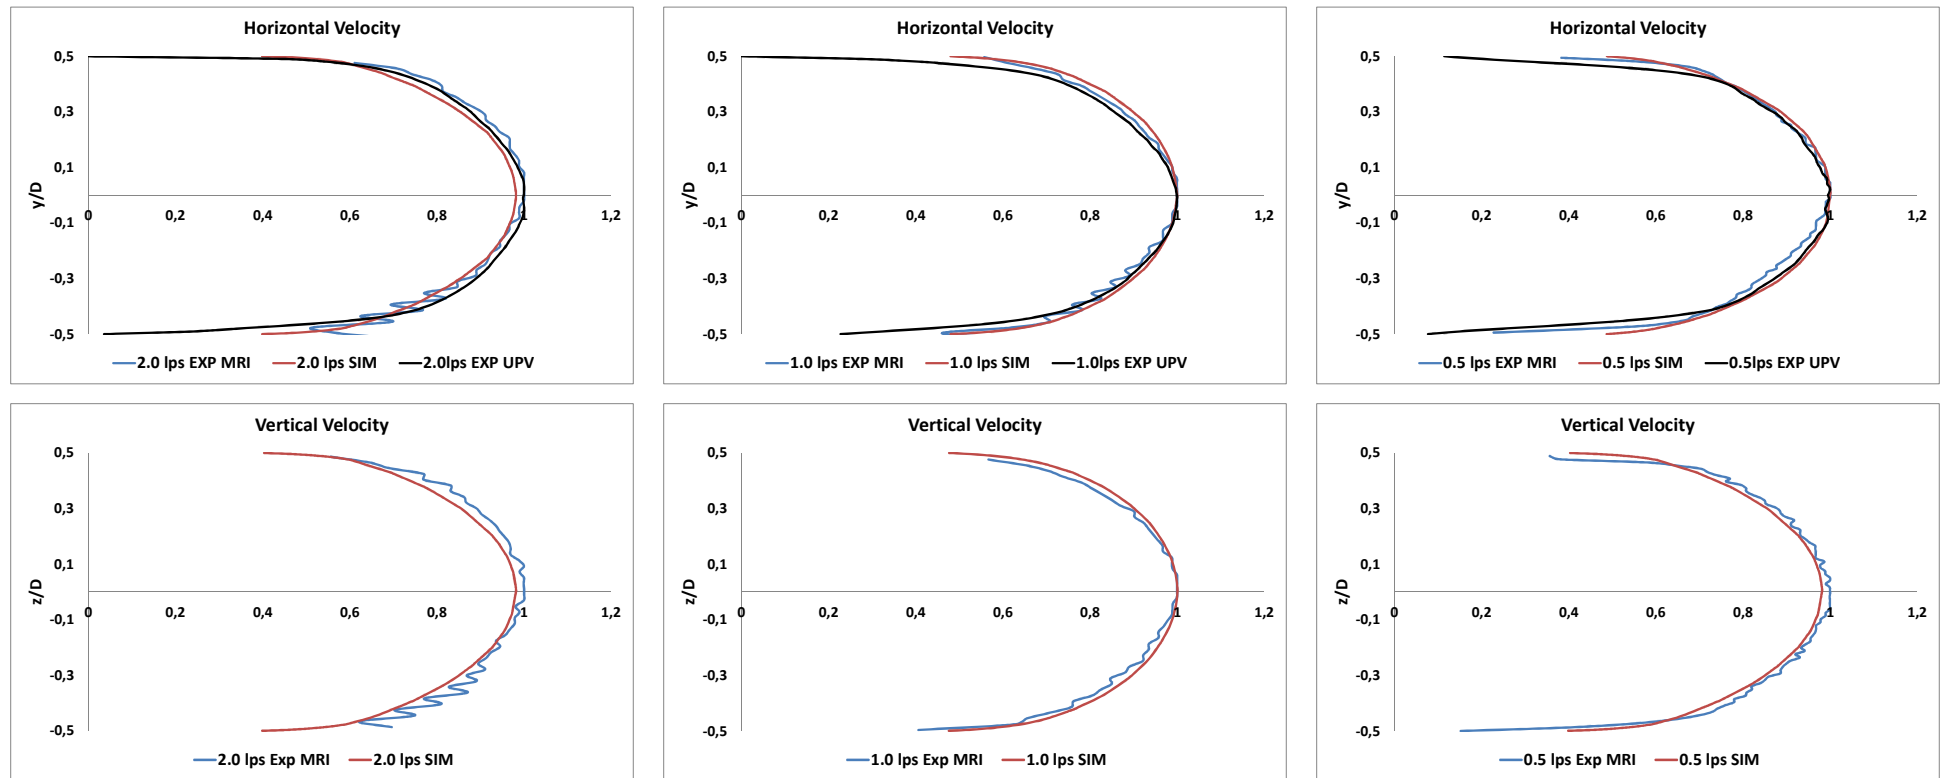 Horizontal Velocity
0,5
0,3
0,1
-0,1
-0,3
-0,5
y/D
0 0,2 0,4 0,6 0,8 1 1,2
2.0 lps EXP MRI 2.0 lps SIM 2.0lps EXP UPV
Horizontal Velocity
0,5
0,3
0,1
-0,1
-0,3
-0,5
y/D
0 0,2 0,4 0,6 0,8 1 1,2
1.0 lps EXP MRI 1.0 lps SIM 1.0lps EXP UPV
Horizontal Velocity
0,5
0,3
0,1
-0,1
-0,3
-0,5
y/D
0 0,2 0,4 0,6 0,8 1 1,2
0.5 lps EXP MRI 0.5 lps SIM 0.5lps EXP UPV
Vertical Velocity
0,5
0,3
0,1
-0,1
-0,3
-0,5
z/D
0 0,2 0,4 0,6 0,8 1 1,2
2.0 lps Exp MRI 2.0 lps SIM
Vertical Velocity
0,5
0,3
0,1
-0,1
-0,3
-0,5
z/D
0 0,2 0,4 0,6 0,8 1 1,2
1.0 lps Exp MRI 1.0 lps SIM
Vertical Velocity
0,5
0,3
0,1
-0,1
-0,3
-0,5
z/D
0 0,2 0,4 0,6 0,8 1 1,2
0.5 lps Exp MRI 0.5 lps SIM